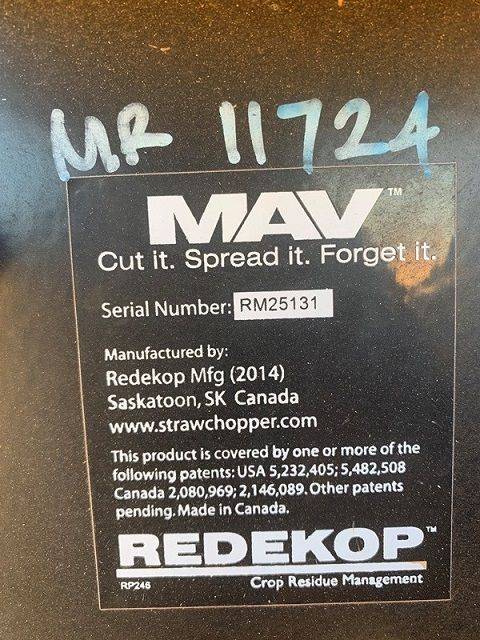 MR 11724
MAV™
Cut it. Spread it. Forget it.
Serial Number: RM25131
Manufactured by:
Redekop Mfg (2014)
Saskatoon, SK Canada
www.strawchopper.com
This product is covered by one or more of the
following patents: USA 5,232,405; 5,482,508
Canada 2,080,969; 2,146,089. Other patents
pending. Made in Canada.
REDEKOP™
RP246 Crop Residue Management